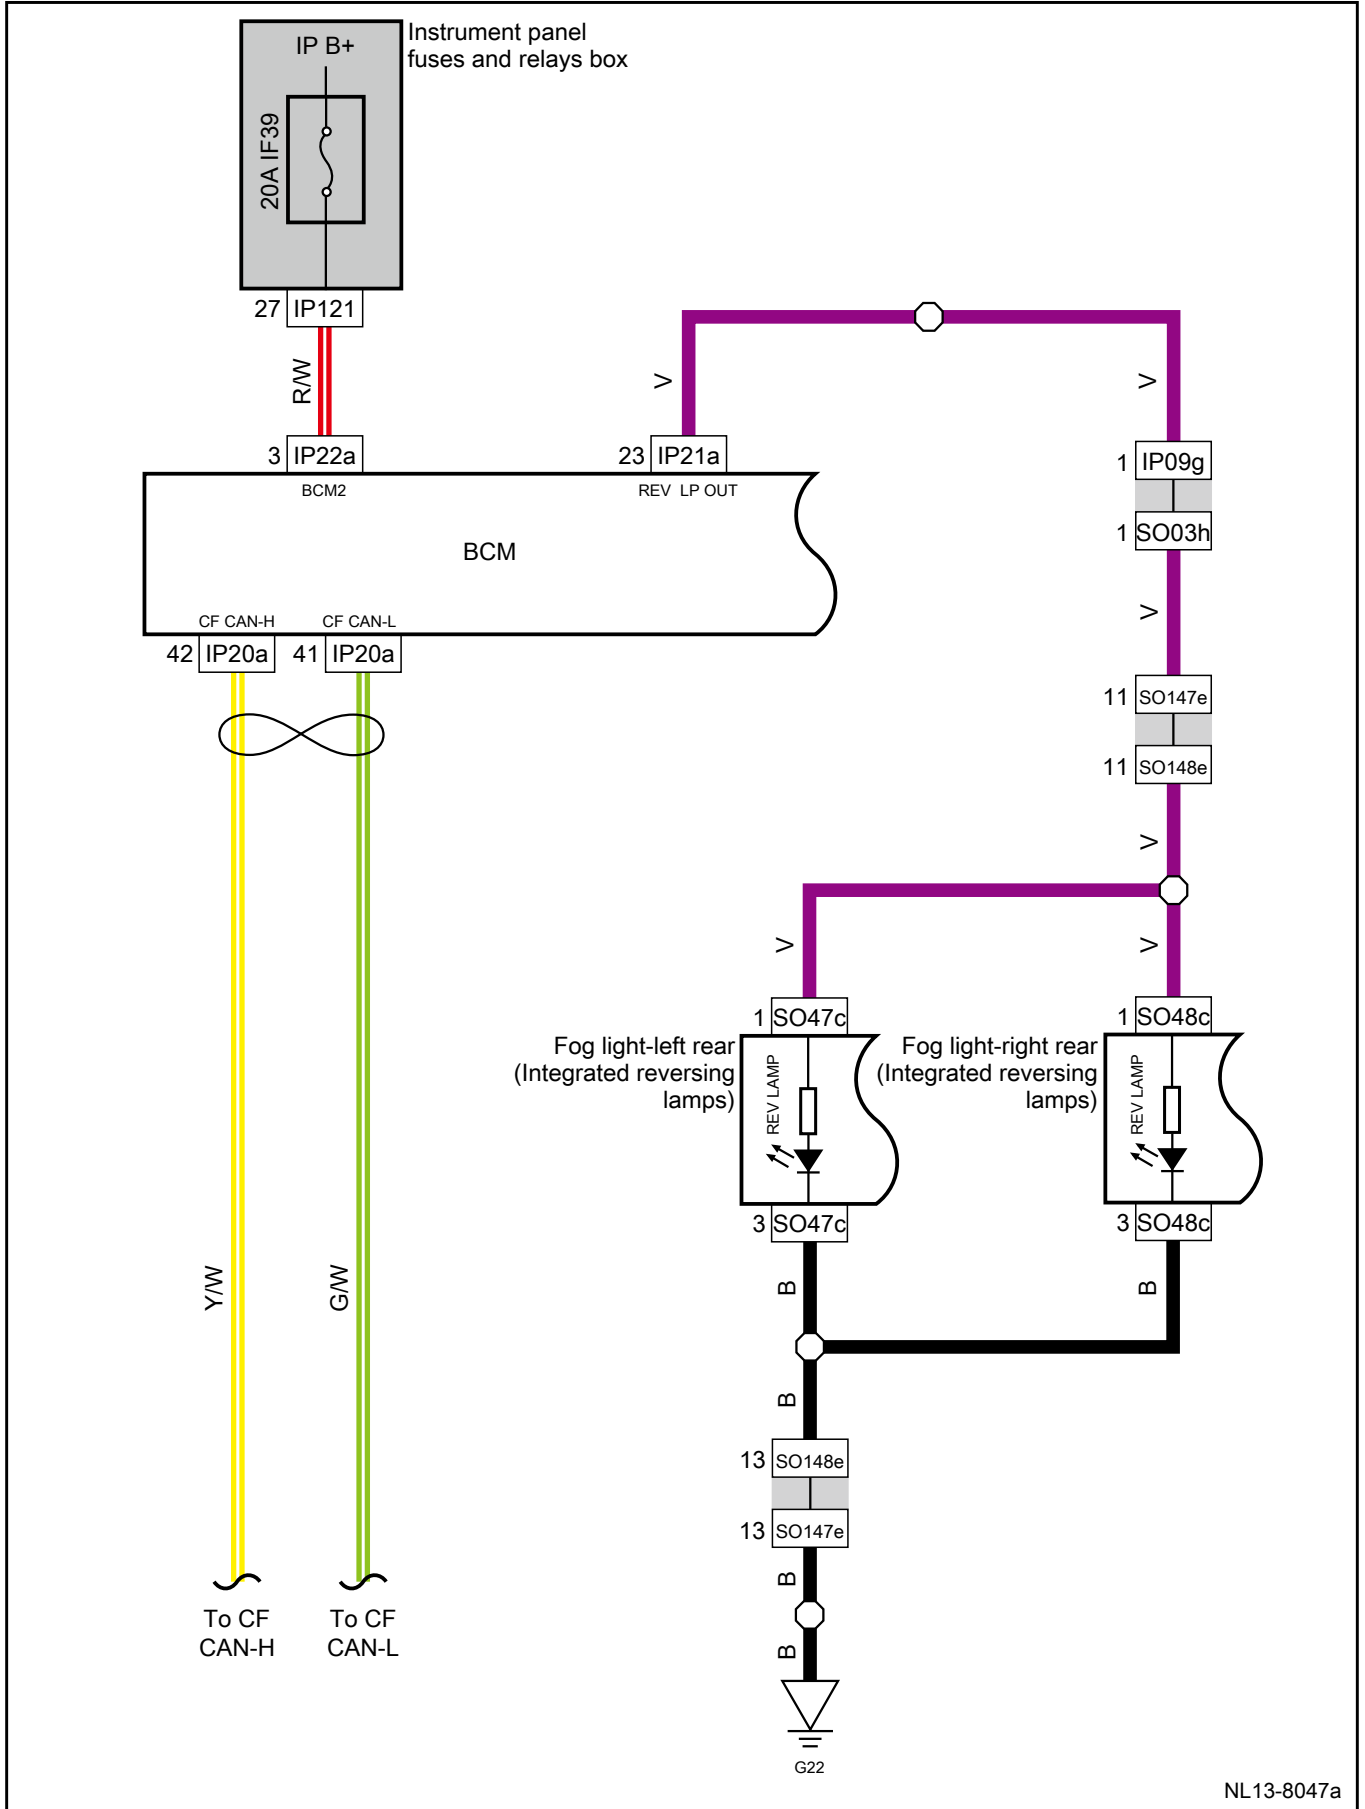 Instrument panel
fuses and relays box
IP B+
20A IF39
27 IP121
R/W
V
V
3 IP22a
23 IP21a
1 IP09g
BCM2
REV LP OUT
BCM
1 SO03h
CF CAN-H
CF CAN-L
V
42 IP20a
41 IP20a
11 SO147e
11 SO148e
V
V
V
1 SO47c
1 SO48c
Fog light-left rear
(Integrated reversing
lamps)
REV LAMP
Fog light-right rear
(Integrated reversing
lamps)
REV LAMP
3 SO47c
3 SO48c
Y/W
G/W
B
B
B
13 SO148e
13 SO147e
B
To CF
CAN-H
To CF
CAN-L
B
G22
NL13-8047a